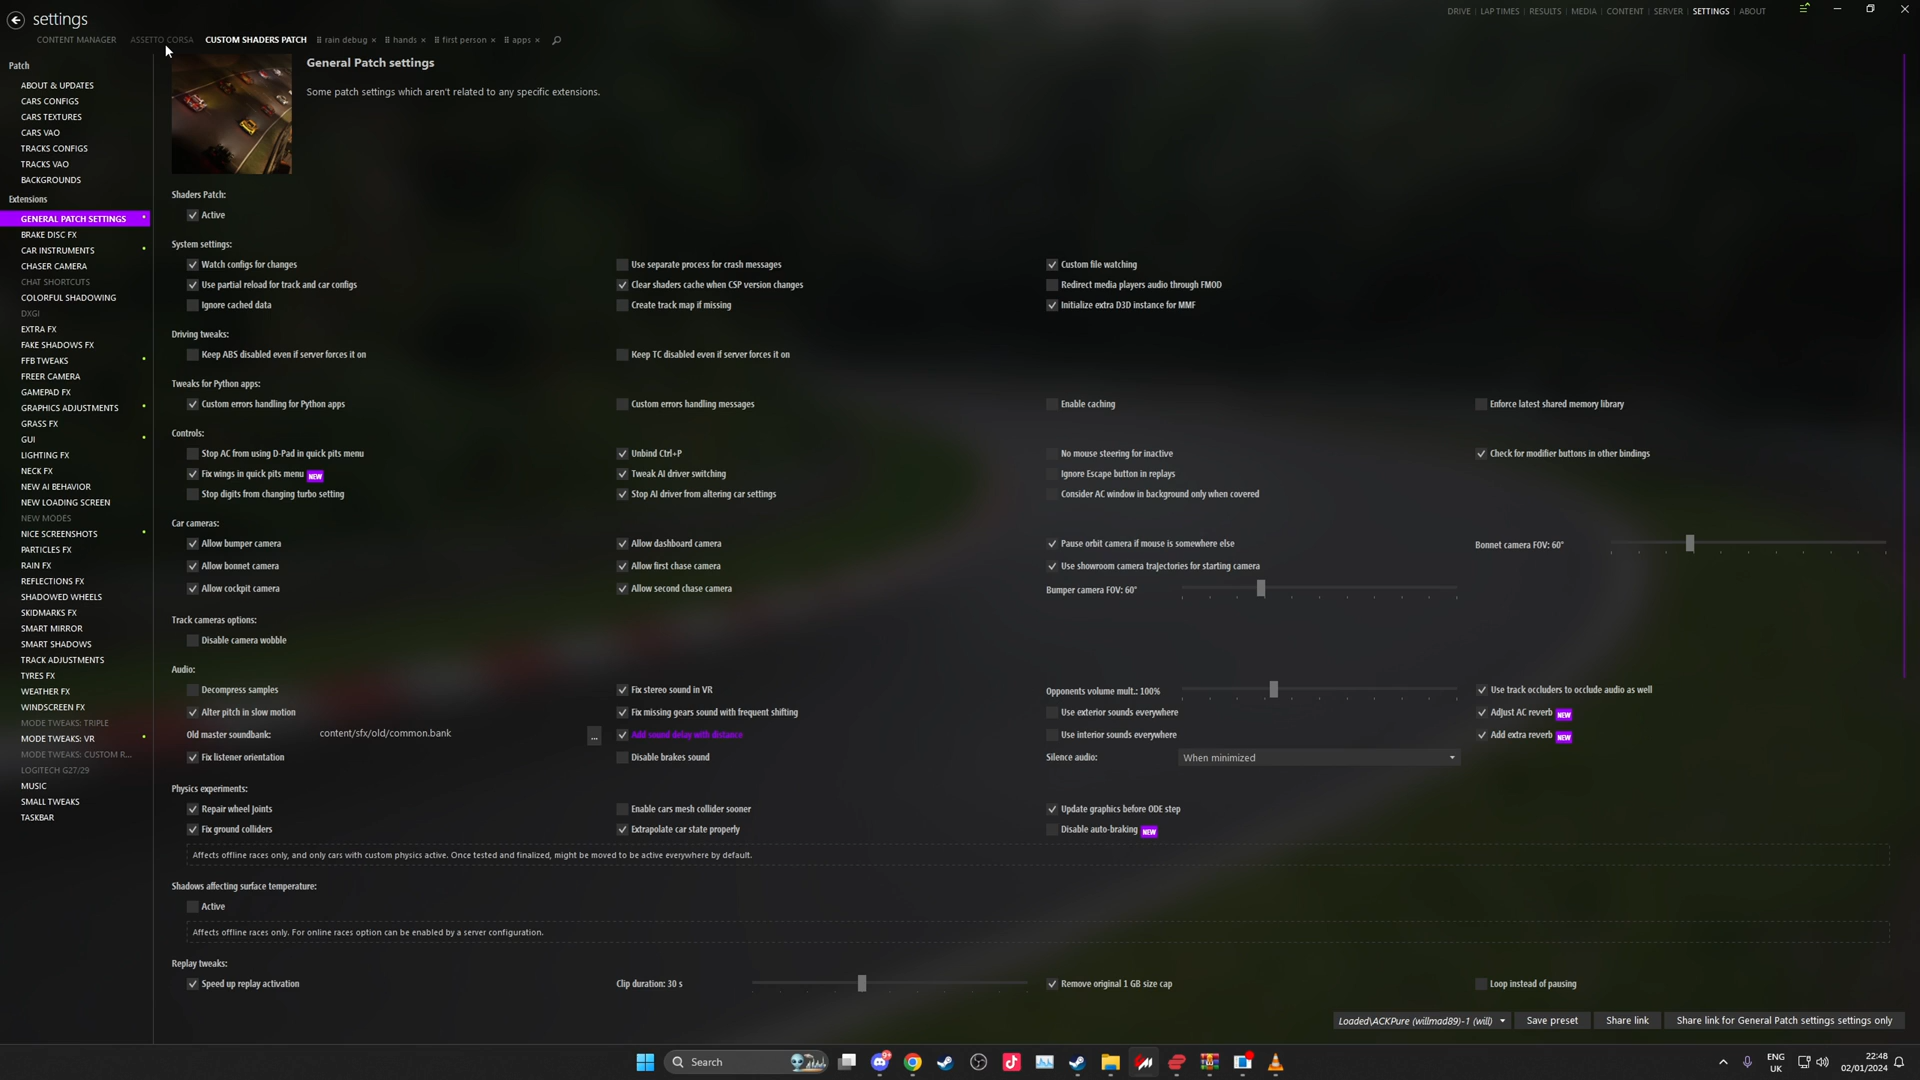 settings
DRIVE | LAP TIMES | RESULTS | MEDIA | CONTENT | SERVER | SETTINGS | ABOUT
CONTENT MANAGER ASSETTO CORSA CUSTOM SHADERS PATCH rain debug × hands × first person × apps ×
Patch
ABOUT & UPDATES
CARS CONFIGS
CARS TEXTURES
CARS VAO
TRACKS CONFIGS
TRACKS VAO
BACKGROUNDS
Extensions
GENERAL PATCH SETTINGS
BRAKE DISC FX
CAR INSTRUMENTS
CHASER CAMERA
CHAT SHORTCUTS
COLORFUL SHADOWING
DXGI
EXTRA FX
FAKE SHADOWS FX
FFB TWEAKS
FREER CAMERA
GAMEPAD FX
GRAPHICS ADJUSTMENTS
GRASS FX
GUI
LIGHTING FX
NECK FX
NEW AI BEHAVIOR
NEW LOADING SCREEN
NEW MODES
NICE SCREENSHOTS
PARTICLES FX
RAIN FX
REFLECTIONS FX
SHADOWED WHEELS
SKIDMARKS FX
SMART MIRROR
SMART SHADOWS
TRACK ADJUSTMENTS
TYRES FX
WEATHER FX
WINDSCREEN FX
MODE TWEAKS: TRIPLE
MODE TWEAKS: VR
MODE TWEAKS: CUSTOM R...
LOGITECH G27/29
MUSIC
SMALL TWEAKS
TASKBAR
General Patch settings
Some patch settings which aren't related to any specific extensions.
Shaders Patch:
Active
System settings:
Watch configs for changes Use separate process for crash messages Custom file watching
Use partial reload for track and car configs Clear shaders cache when CSP version changes Redirect media players audio through FMOD
Ignore cached data Create track map if missing Initialize extra D3D instance for MMF
Driving tweaks:
Keep ABS disabled even if server forces it on Keep TC disabled even if server forces it on
Tweaks for Python apps:
Custom errors handling for Python apps Custom errors handling messages Enable caching Enforce latest shared memory library
Controls:
Stop AC from using D-Pad in quick pits menu Unbind Ctrl+P No mouse steering for inactive Check for modifier buttons in other bindings
Fix wings in quick pits menu NEW Tweak AI driver switching Ignore Escape button in replays
Stop digits from changing turbo setting Stop AI driver from altering car settings Consider AC window in background only when covered
Car cameras:
Allow bumper camera Allow dashboard camera Pause orbit camera if mouse is somewhere else Bonnet camera FOV: 60°
Allow bonnet camera Allow first chase camera Use showroom camera trajectories for starting camera
Allow cockpit camera Allow second chase camera Bumper camera FOV: 60°
Track cameras options:
Disable camera wobble
Audio:
Decompress samples Fix stereo sound in VR Opponents volume mult.: 100% Use track occluders to occlude audio as well
Alter pitch in slow motion Fix missing gears sound with frequent shifting Use exterior sounds everywhere Adjust AC reverb NEW
Old master soundbank: content/sfx/old/common.bank ... Add sound delay with distance Use interior sounds everywhere Add extra reverb NEW
Fix listener orientation Disable brakes sound Silence audio: When minimized
Physics experiments:
Repair wheel joints Enable cars mesh collider sooner Update graphics before ODE step
Fix ground colliders Extrapolate car state properly Disable auto-braking NEW
Affects offline races only, and only cars with custom physics active. Once tested and finalized, might be moved to be active everywhere by default.
Shadows affecting surface temperature:
Active
Affects offline races only. For online races option can be enabled by a server configuration.
Replay tweaks:
Speed up replay activation Clip duration: 30 s Remove original 1 GB size cap Loop instead of pausing
Loaded\ACKPure (willmad89)-1 (will) Save preset Share link Share link for General Patch settings settings only
Search
9+
ENG
UK
22:48
02/01/2024